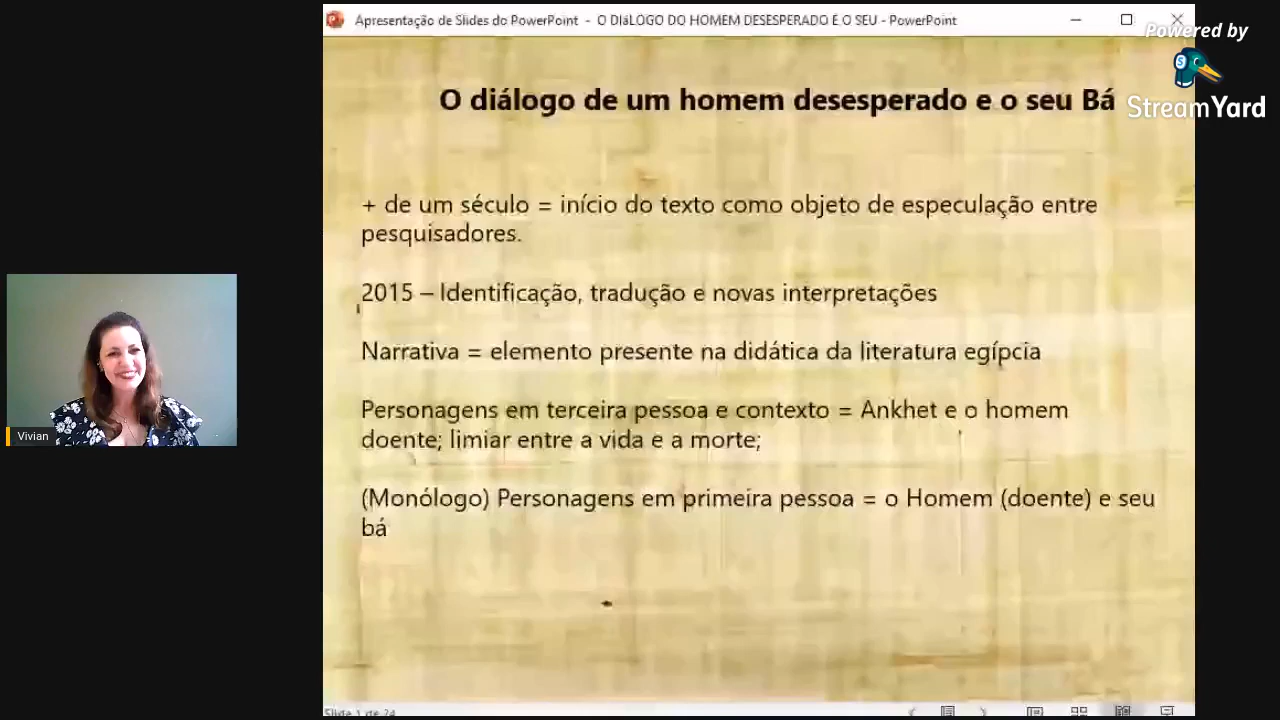 Apresentação de Slides do PowerPoint - O DIáLOGO DO HOMEM DESESPERADO E O SEU - PowerPoint
Powered by
StreamYard
O diálogo de um homem desesperado e o seu Bá
+ de um século = início do texto como objeto de especulação entre
pesquisadores.
2015 – Identificação, tradução e novas interpretações
Narrativa = elemento presente na didática da literatura egípcia
Personagens em terceira pessoa e contexto = Ankhet e o homem
doente; limiar entre a vida e a morte;
(Monólogo) Personagens em primeira pessoa = o Homem (doente) e seu
bá
Vivian
Slide 1 de 24